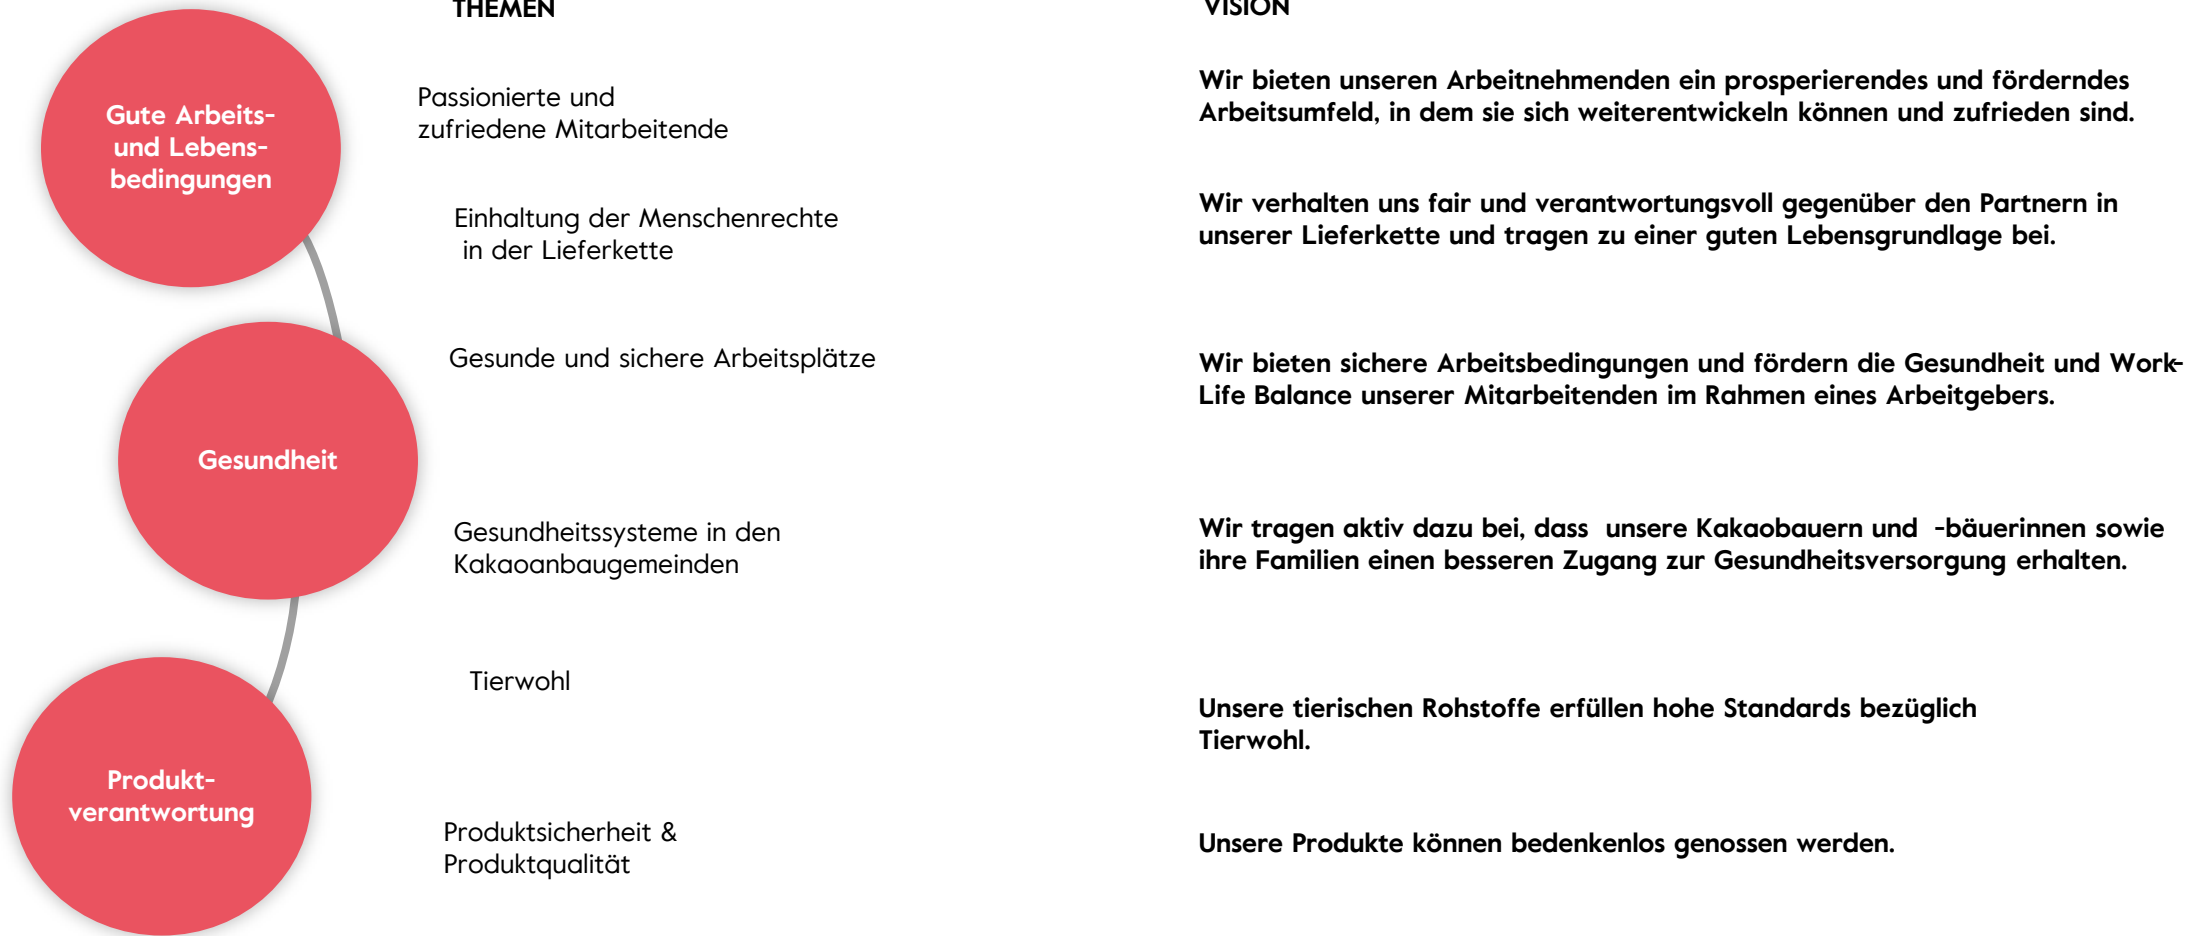 THEMEN
VISION
Gute Arbeits-
und Lebens-
bedingungen
Passionierte und
zufriedene Mitarbeitende
Wir bieten unseren Arbeitnehmenden ein prosperierendes und förderndes
Arbeitsumfeld, in dem sie sich weiterentwickeln können und zufrieden sind.
Einhaltung der Menschenrechte
in der Lieferkette
Wir verhalten uns fair und verantwortungsvoll gegenüber den Partnern in
unserer Lieferkette und tragen zu einer guten Lebensgrundlage bei.
Gesundheit
Gesunde und sichere Arbeitsplätze
Wir bieten sichere Arbeitsbedingungen und fördern die Gesundheit und Work-
Life Balance unserer Mitarbeitenden im Rahmen eines Arbeitgebers.
Gesundheitssysteme in den
Kakaoanbaugemeinden
Wir tragen aktiv dazu bei, dass unsere Kakaobauern und -bäuerinnen sowie
ihre Familien einen besseren Zugang zur Gesundheitsversorgung erhalten.
Produkt-
verantwortung
Tierwohl
Unsere tierischen Rohstoffe erfüllen hohe Standards bezüglich
Tierwohl.
Produktsicherheit &
Produktqualität
Unsere Produkte können bedenkenlos genossen werden.